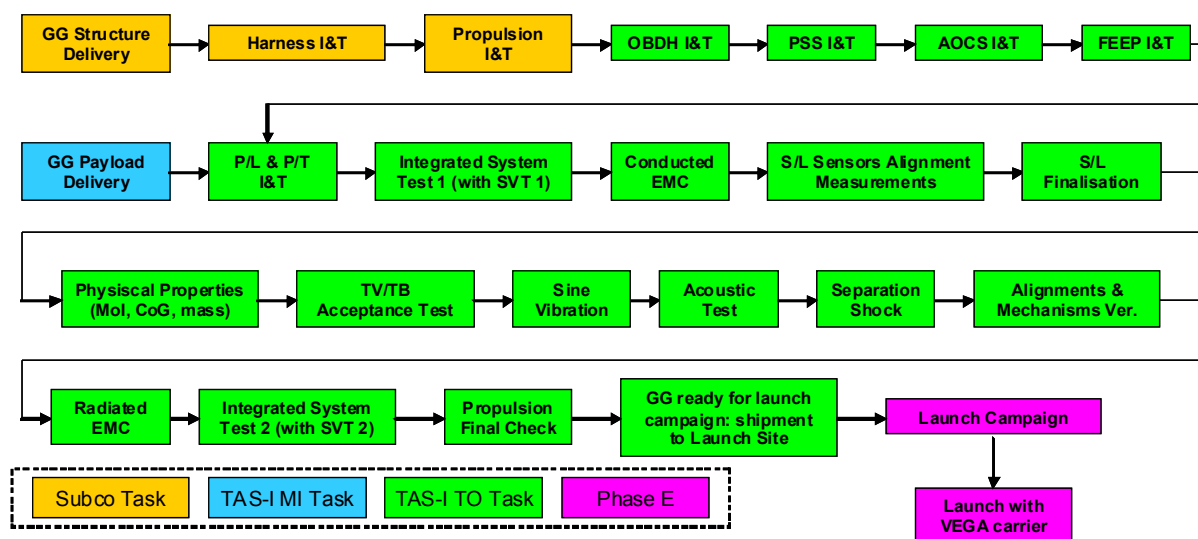 GG Structure
Delivery
Harness I&T
Propulsion
I&T
OBDH I&T
PSS I&T
AOCS I&T
FEEP I&T
GG Payload
Delivery
P/L & P/T
I&T
Integrated System
Test 1 (with SVT 1)
Conducted
EMC
S/L Sensors Alignment
Measurements
S/L
Finalisation
Physiscal Properties
(MoI, CoG, mass)
TV/TB
Acceptance Test
Sine
Vibration
Acoustic
Test
Separation
Shock
Alignments &
Mechanisms Ver.
Radiated
EMC
Integrated System
Test 2 (with SVT 2)
Propulsion
Final Check
GG ready for launch
campaign: shipment
to Launch Site
Launch Campaign
Launch with
VEGA carrier
Subco Task
TAS-I MI Task
TAS-I TO Task
Phase E